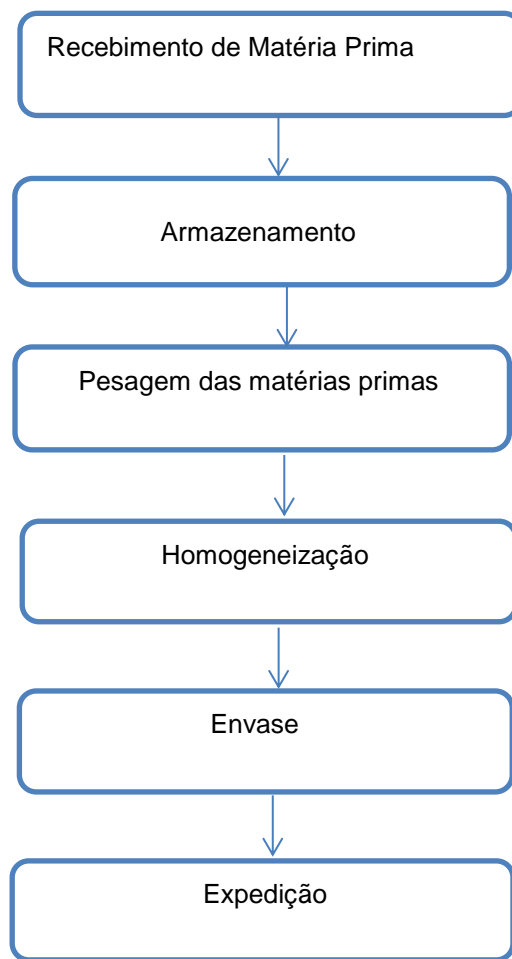 Recebimento de Matéria Prima
Armazenamento
Pesagem das matérias primas
Homogeneização
Envase
Expedição